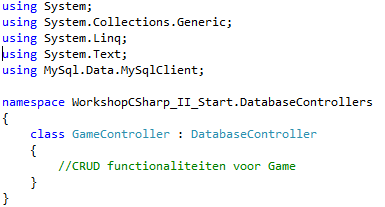 using System;
using System.Collections.Generic;
using System.Linq;
using System.Text;
using MySql.Data.MySqlClient;
namespace WorkshopCSharp_II_Start.DatabaseControllers
{
class GameController : DatabaseController
{
//CRUD functionaliteiten voor Game
}
}